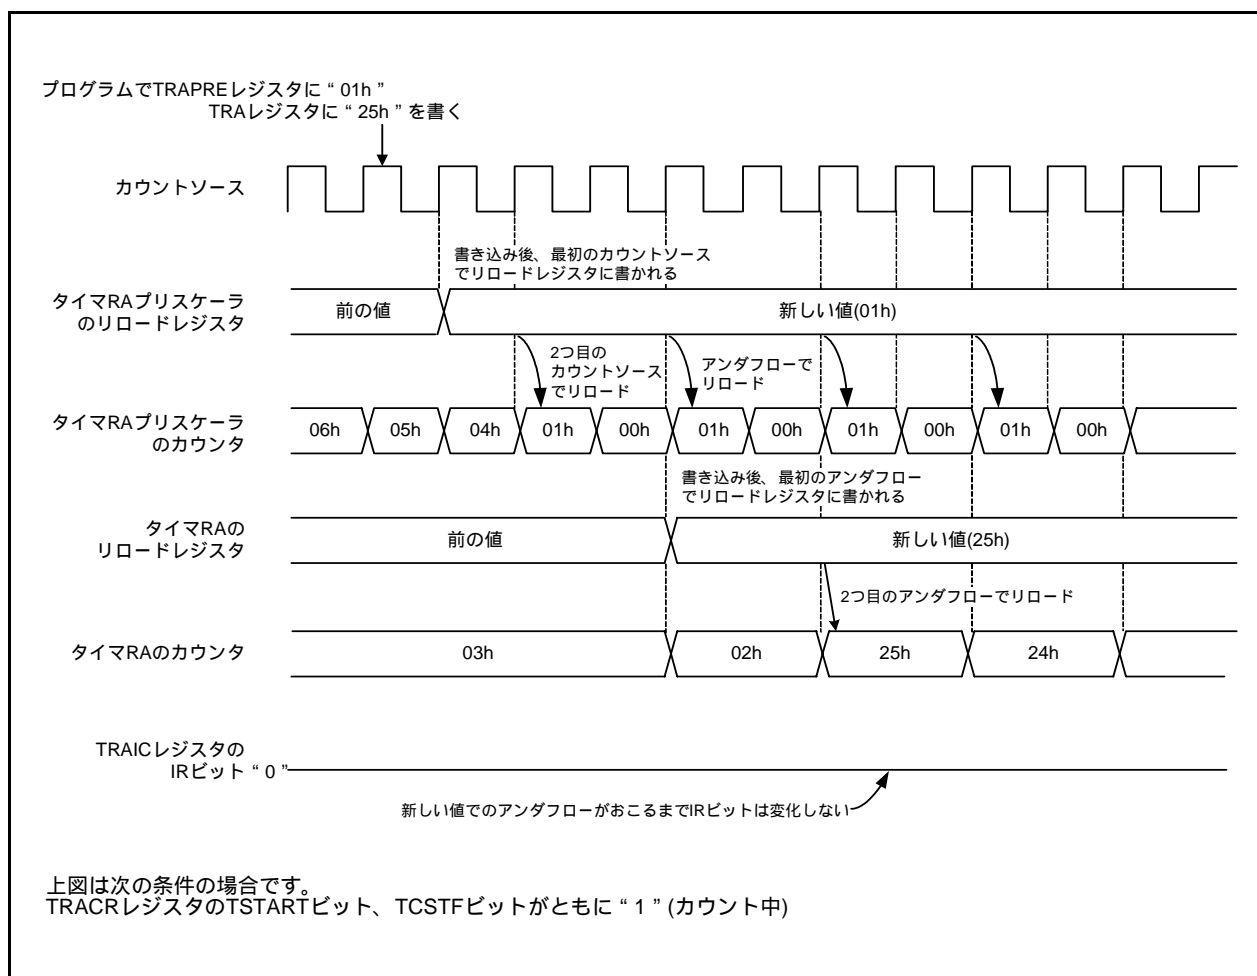 プログラムでTRAPREレジスタに“ 01h ”
TRAレジスタに“ 25h ”を書く
カウントソース
書き込み後、最初のカウントソース
でリロードレジスタに書かれる
タイマRAプリスケーラ
のリロードレジスタ
前の値
新しい値(01h)
2つ目の
カウントソース
でリロード
アンダフローで
リロード
タイマRAプリスケーラ
のカウンタ
06h 05h 04h 01h 00h 01h 00h 01h 00h 01h 00h
書き込み後、最初のアンダフロー
でリロードレジスタに書かれる
タイマRAの
リロードレジスタ
前の値
新しい値(25h)
2つ目のアンダフローでリロード
タイマRAのカウンタ
03h 02h 25h 24h
TRAICレジスタの
IRビット“ 0 ”
新しい値でのアンダフローがおこるまでIRビットは変化しない
上図は次の条件の場合です。
TRACRレジスタのTSTARTビット、TCSTFビットがともに“ 1 ”(カウント中)